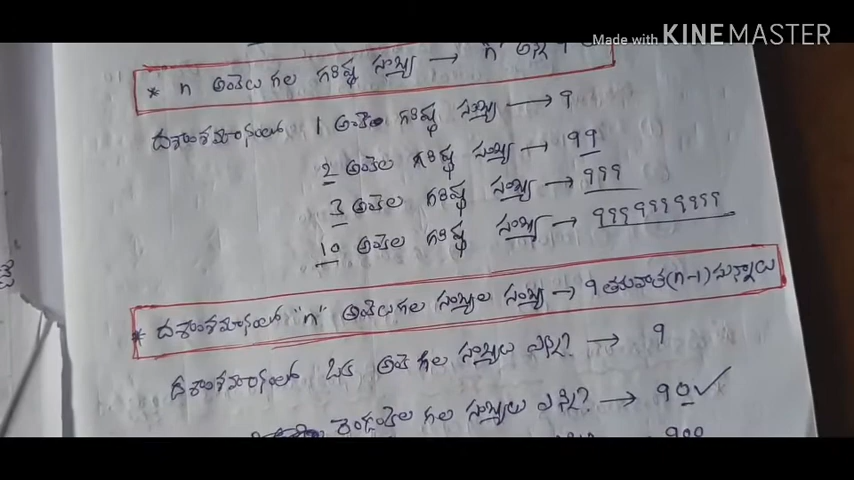 Made with KINEMASTER
* n అంకెలు గల గరిష్ఠ సంఖ్య → "n"
దశాంశమానంలో 1 అంకెల గరిష్ఠ సంఖ్య → 9
2 అంకెల గరిష్ఠ సంఖ్య → 99
3 అంకెల గరిష్ఠ సంఖ్య → 999
10 అంకెల గరిష్ఠ సంఖ్య → 9999999999
* దశాంశమానంలో "n" అంకెలుగల సంఖ్యల సంఖ్య → 9 తరువాత (n-1) సున్నాలు
దశాంశమానంలో ఒక అంకె గల సంఖ్యలు ఎన్ని? → 9
రెండంకెల గల సంఖ్యలు ఎన్ని? → 90 ✓
900